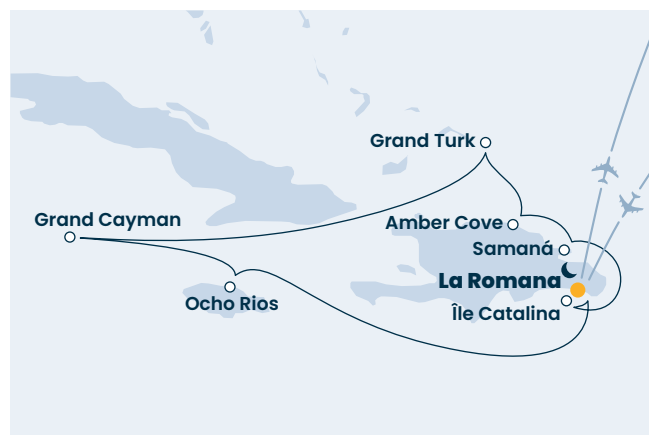 Grand Turk
Grand Cayman
Amber Cove
Samaná
La Romana
Ocho Rios
Île Catalina